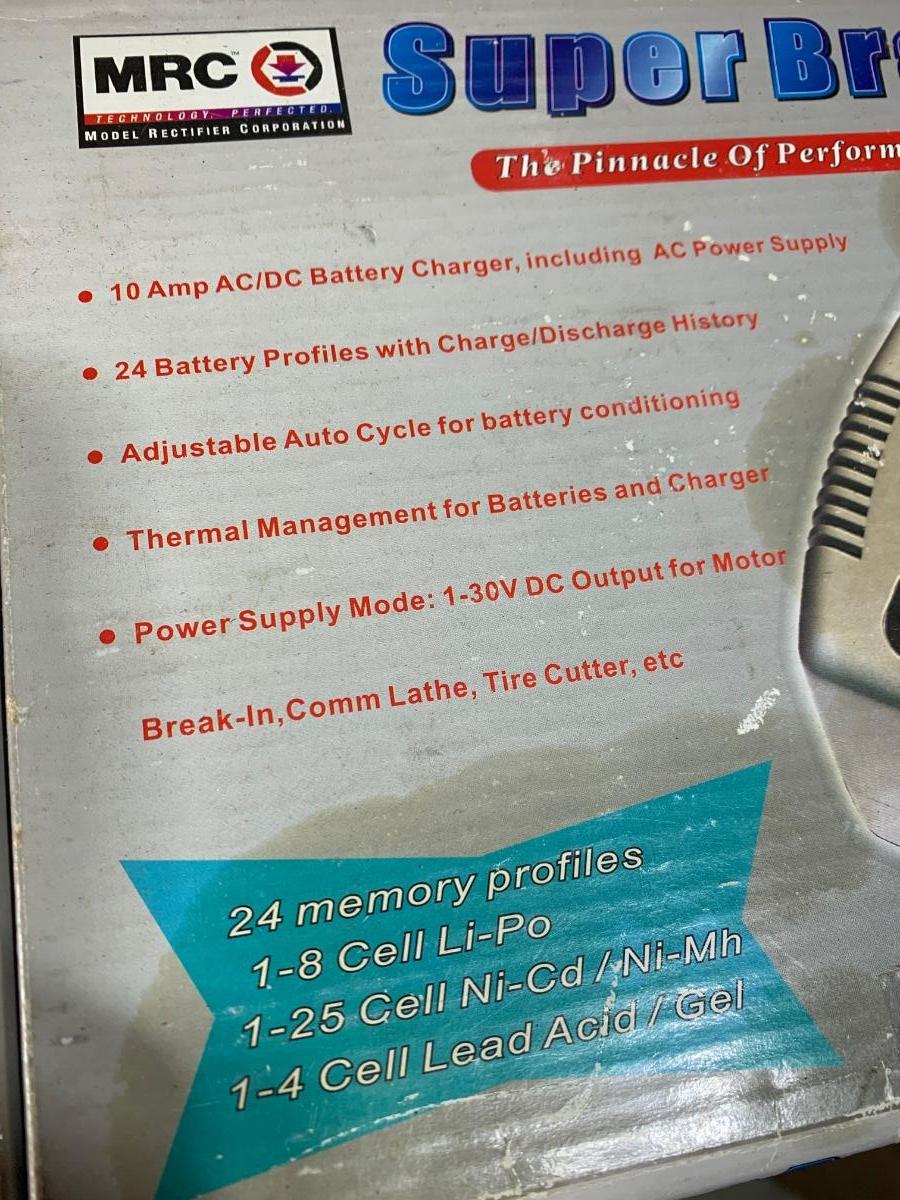 MRC™
TECHNOLOGY. PERFECTED.
MODEL RECTIFIER CORPORATION
Super
The Pinnacle Of
• 10 Amp AC/DC Battery Charger, including AC Power Supply
• 24 Battery Profiles with Charge/Discharge History
• Adjustable Auto Cycle for battery conditioning
• Thermal Management for Batteries and Charger
• Power Supply Mode: 1-30V DC Output for Motor
Break-In,Comm Lathe, Tire Cutter, etc
24 memory profiles
1-8 Cell Li-Po
1-25 Cell Ni-Cd / Ni-Mh
1-4 Cell Lead Acid / Gel